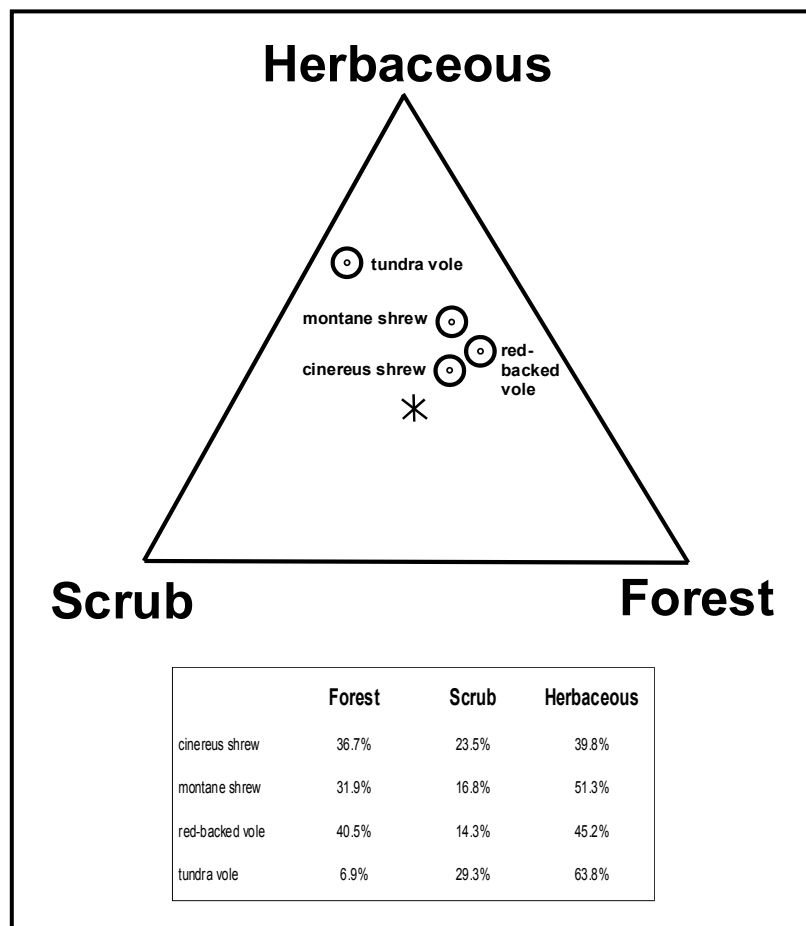 Herbaceous
tundra vole
montane shrew
red-
backed
vole
cinereus shrew
Scrub
Forest
Forest Scrub Herbaceous
cinereus shrew 36.7% 23.5% 39.8%
montane shrew 31.9% 16.8% 51.3%
red-backed vole 40.5% 14.3% 45.2%
tundra vole 6.9% 29.3% 63.8%